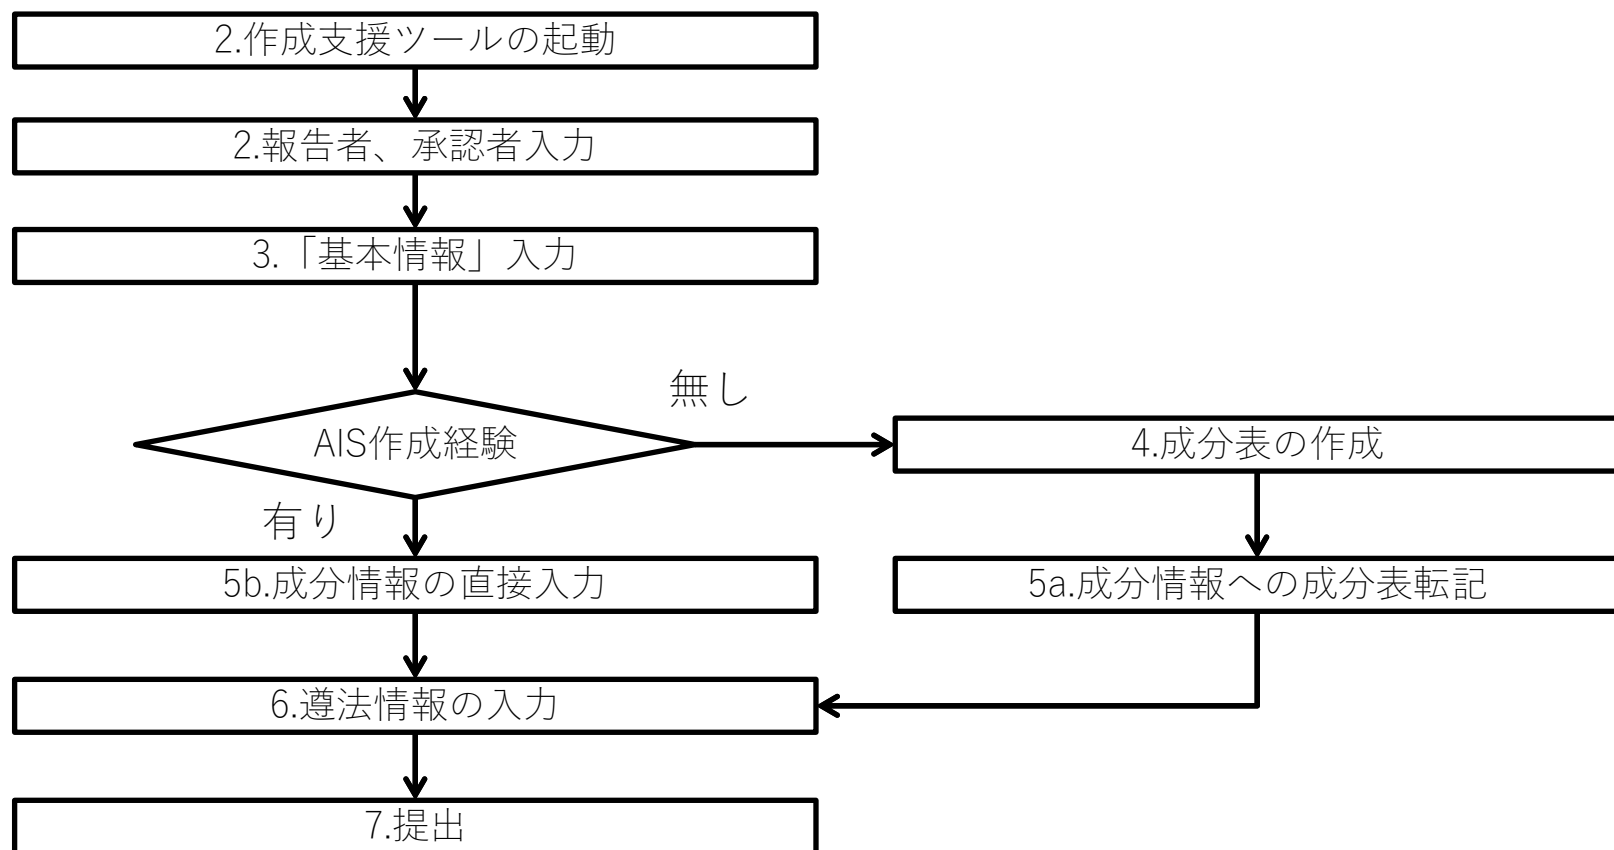 2.作成支援ツールの起動
2.報告者、承認者入力
3.「基本情報」入力
無し
AIS作成経験
4.成分表の作成
有り
5b.成分情報の直接入力
5a.成分情報への成分表転記
6.遵法情報の入力
7.提出